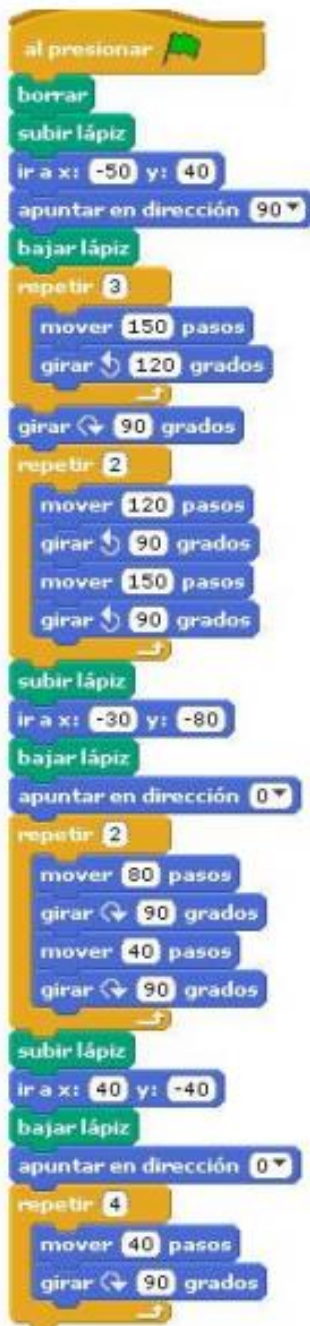 al presionar
borrar
subir lápiz
ir a x: -50 y: 40
apuntar en dirección 90
bajar lápiz
repetir 3
mover 150 pasos
girar 120 grados
girar 90 grados
repetir 2
mover 120 pasos
girar 90 grados
mover 150 pasos
girar 90 grados
subir lápiz
ir a x: -30 y: -80
bajar lápiz
apuntar en dirección 0
repetir 2
mover 80 pasos
girar 90 grados
mover 40 pasos
girar 90 grados
subir lápiz
ir a x: 40 y: -40
bajar lápiz
apuntar en dirección 0
repetir 4
mover 40 pasos
girar 90 grados